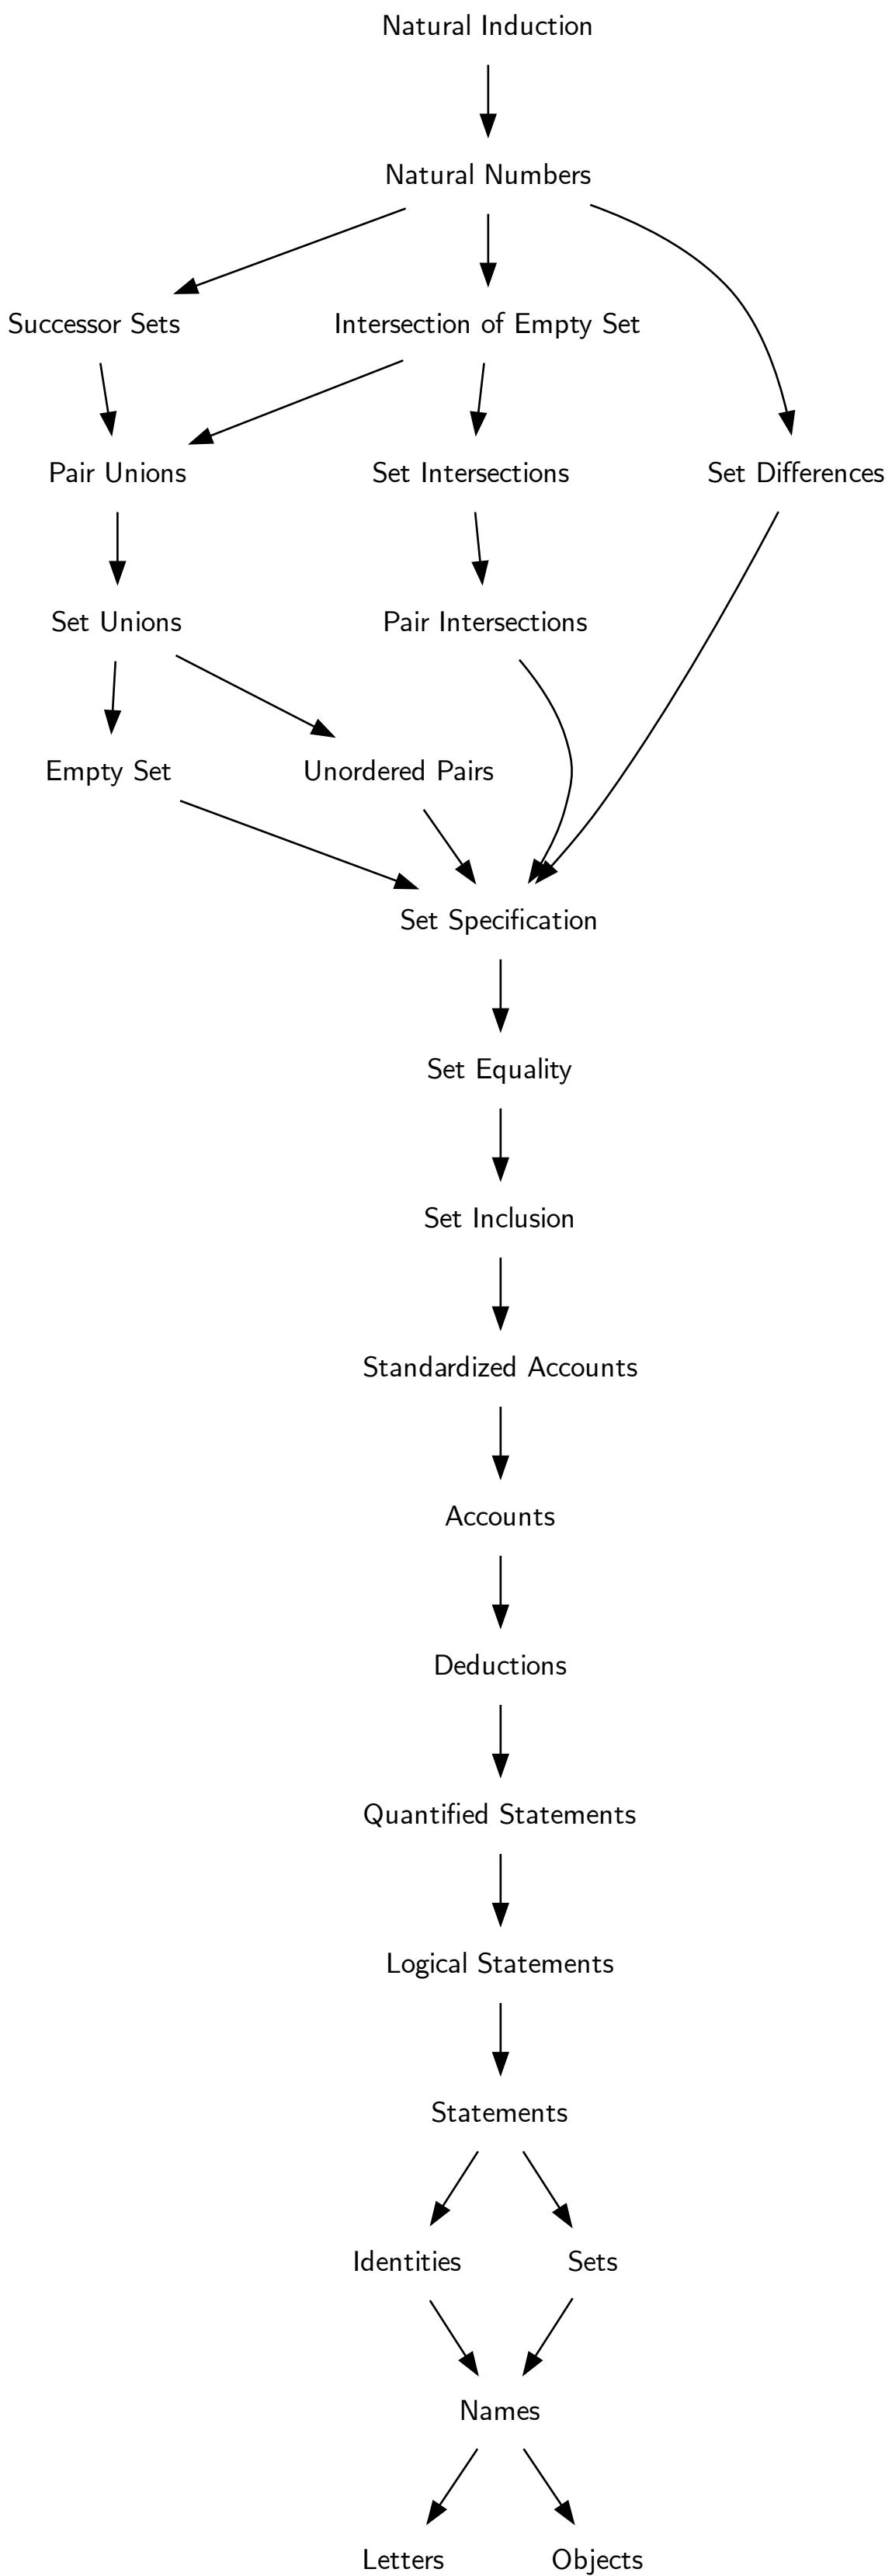 Natural Induction
Natural Numbers
Successor Sets
Intersection of Empty Set
Pair Unions
Set Intersections
Set Differences
Set Unions
Pair Intersections
Empty Set
Unordered Pairs
Set Specification
Set Equality
Set Inclusion
Standardized Accounts
Accounts
Deductions
Quantified Statements
Logical Statements
Statements
Identities
Sets
Names
Letters
Objects